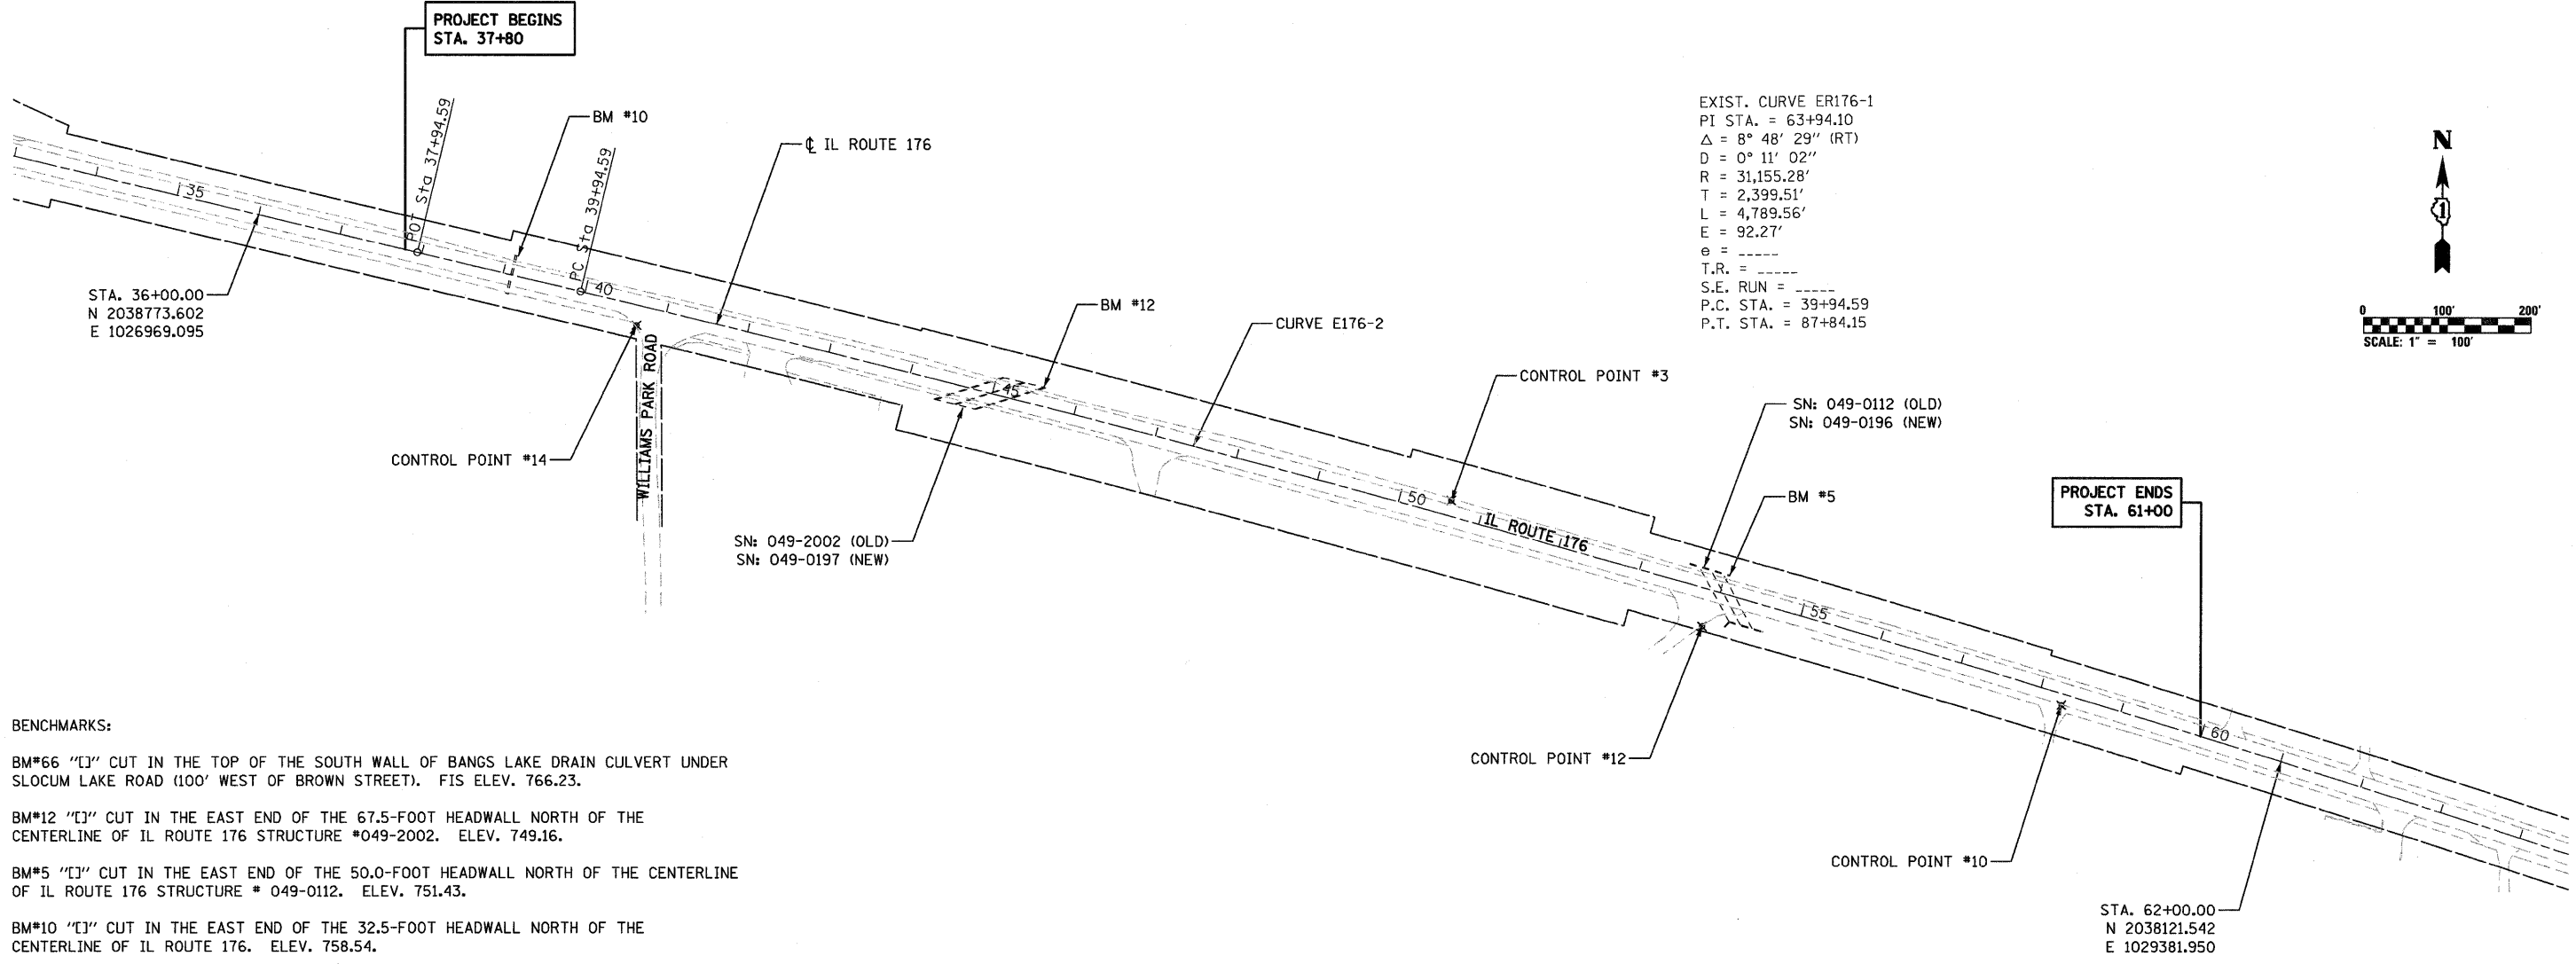 PROJECT BEGINS
STA. 37+80
POT Sta 37+94.59
BM #10
PC Sta 39+94.59
℄ IL ROUTE 176
35
40
STA. 36+00.00
N 2038773.602
E 1026969.095
CONTROL POINT #14
WILLIAMS PARK ROAD
BM #12
45
CURVE E176-2
SN: 049-2002 (OLD)
SN: 049-0197 (NEW)
CONTROL POINT #3
50
IL ROUTE 176
EXIST. CURVE ER176-1
PI STA. = 63+94.10
Δ = 8° 48' 29" (RT)
D = 0° 11' 02"
R = 31,155.28'
T = 2,399.51'
L = 4,789.56'
E = 92.27'
e = _____
T.R. = _____
S.E. RUN = _____
P.C. STA. = 39+94.59
P.T. STA. = 87+84.15
N
1
0 100' 200'
SCALE: 1" = 100'
SN: 049-0112 (OLD)
SN: 049-0196 (NEW)
BM #5
55
CONTROL POINT #12
PROJECT ENDS
STA. 61+00
60
CONTROL POINT #10
STA. 62+00.00
N 2038121.542
E 1029381.950
BENCHMARKS:
BM#66 "[]" CUT IN THE TOP OF THE SOUTH WALL OF BANGS LAKE DRAIN CULVERT UNDER
SLOCUM LAKE ROAD (100' WEST OF BROWN STREET). FIS ELEV. 766.23.
BM#12 "[]" CUT IN THE EAST END OF THE 67.5-FOOT HEADWALL NORTH OF THE
CENTERLINE OF IL ROUTE 176 STRUCTURE #049-2002. ELEV. 749.16.
BM#5 "[]" CUT IN THE EAST END OF THE 50.0-FOOT HEADWALL NORTH OF THE CENTERLINE
OF IL ROUTE 176 STRUCTURE # 049-0112. ELEV. 751.43.
BM#10 "[]" CUT IN THE EAST END OF THE 32.5-FOOT HEADWALL NORTH OF THE
CENTERLINE OF IL ROUTE 176. ELEV. 758.54.